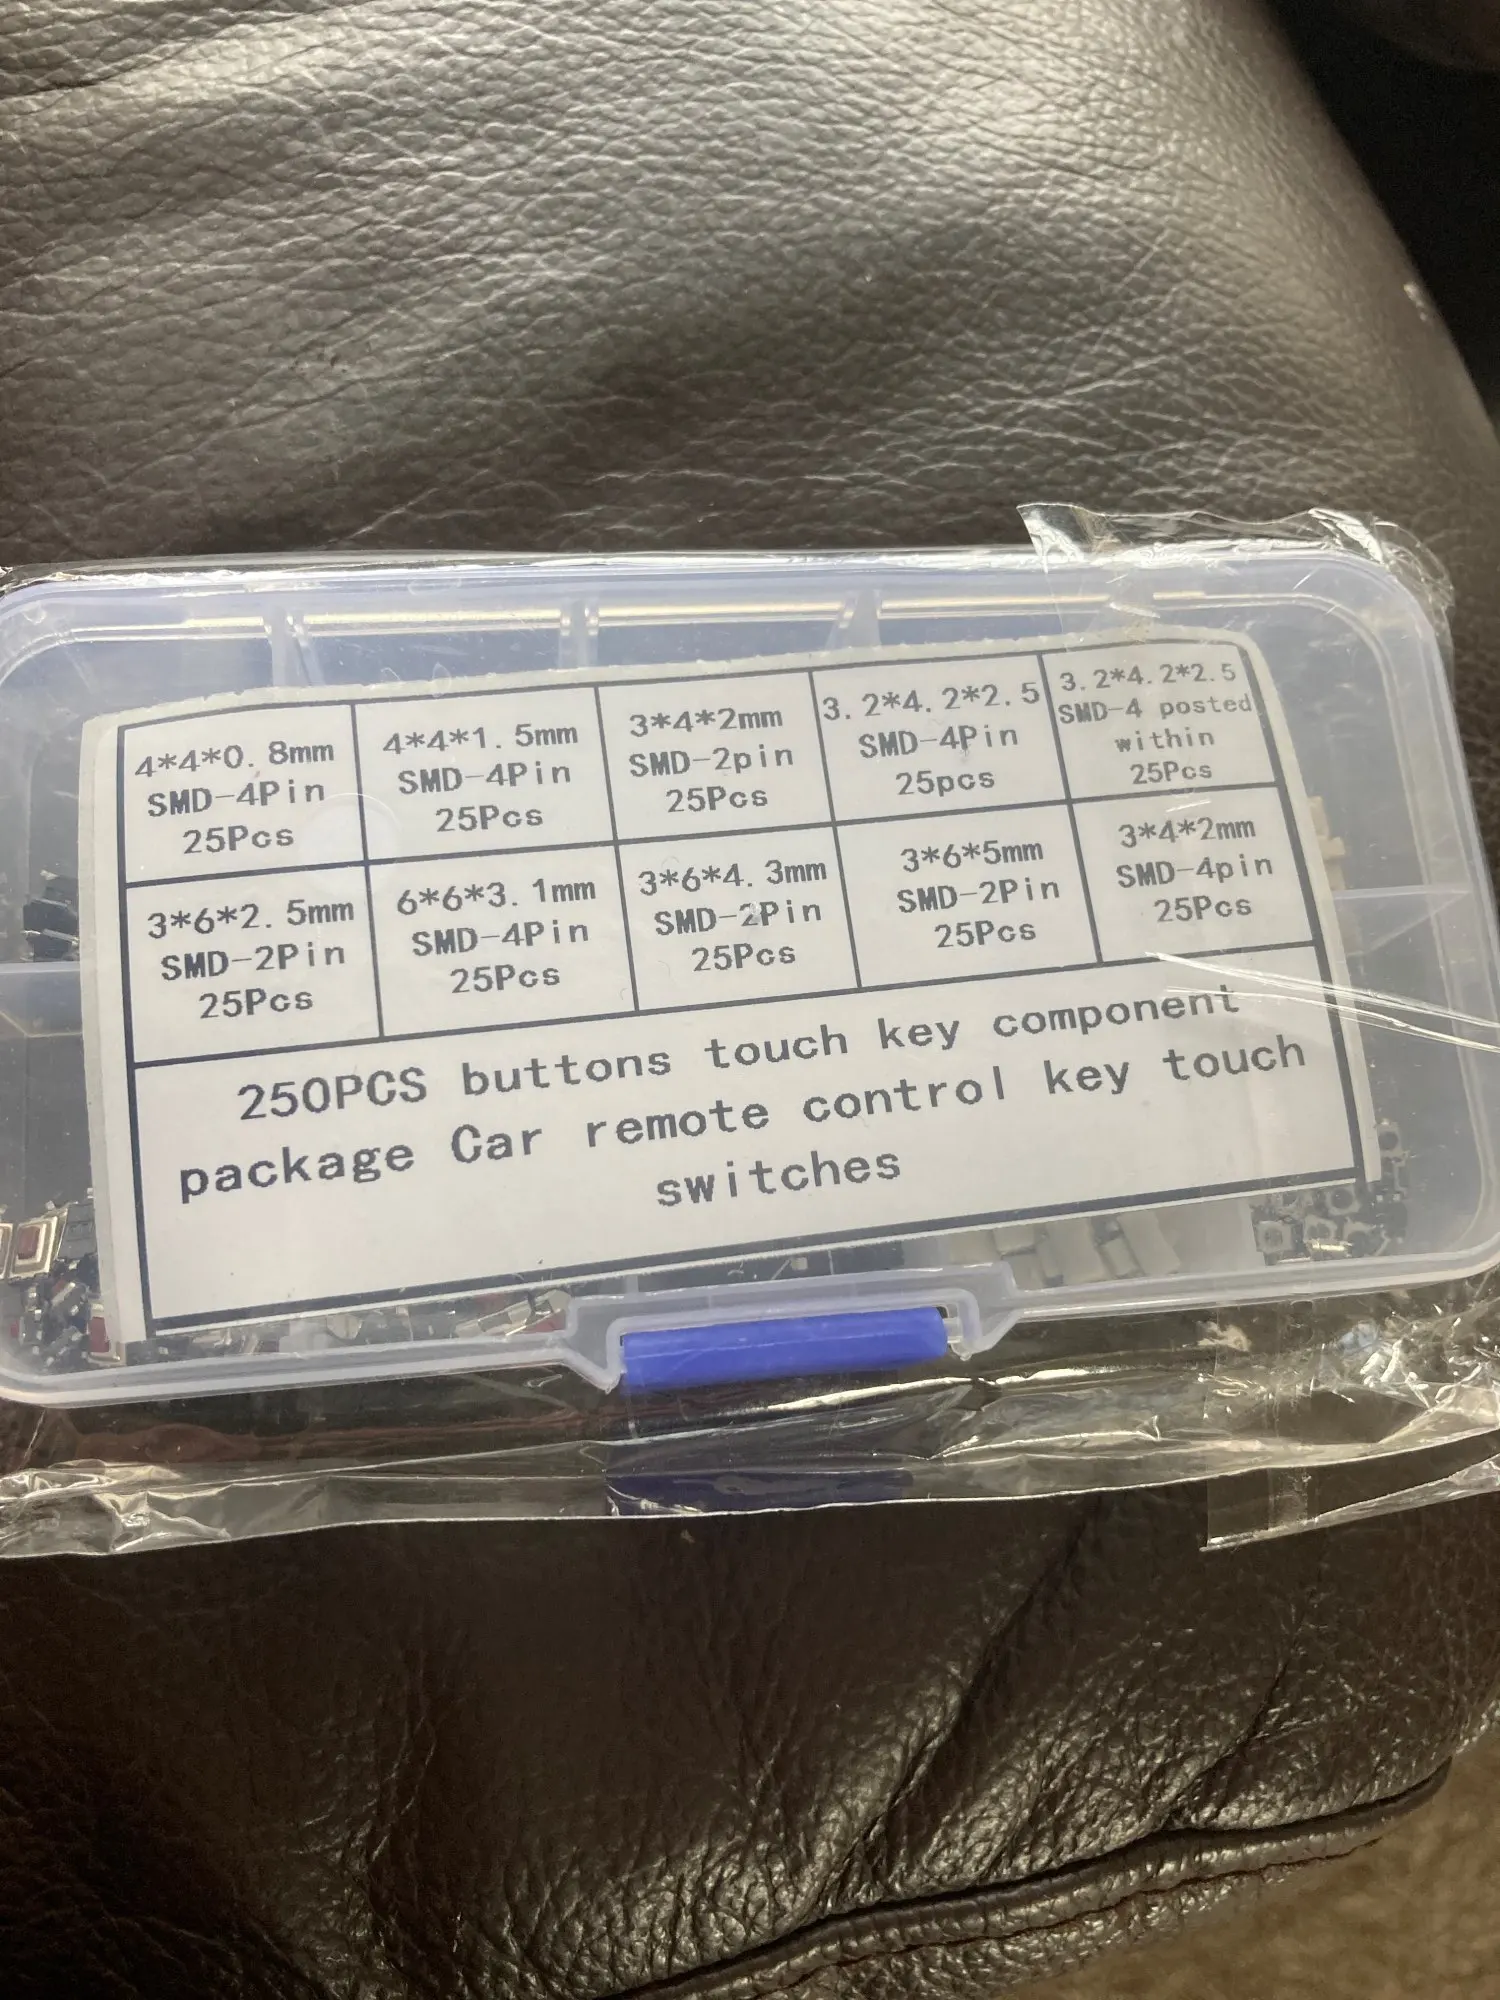 4*4*0.8mm
SMD-4Pin
25Pcs
4*4*1.5mm
SMD-4Pin
25Pcs
3*4*2mm
SMD-2pin
25Pcs
3.2*4.2*2.5
SMD-4Pin
25pcs
3.2*4.2*2.5
SMD-4 posted
within
25Pcs
3*6*2.5mm
SMD-2Pin
25Pcs
6*6*3.1mm
SMD-4Pin
25Pcs
3*6*4.3mm
SMD-2Pin
25Pcs
3*6*5mm
SMD-2Pin
25Pcs
3*4*2mm
SMD-4pin
25Pcs
250PCS buttons touch key component
package Car remote control key touch
switches